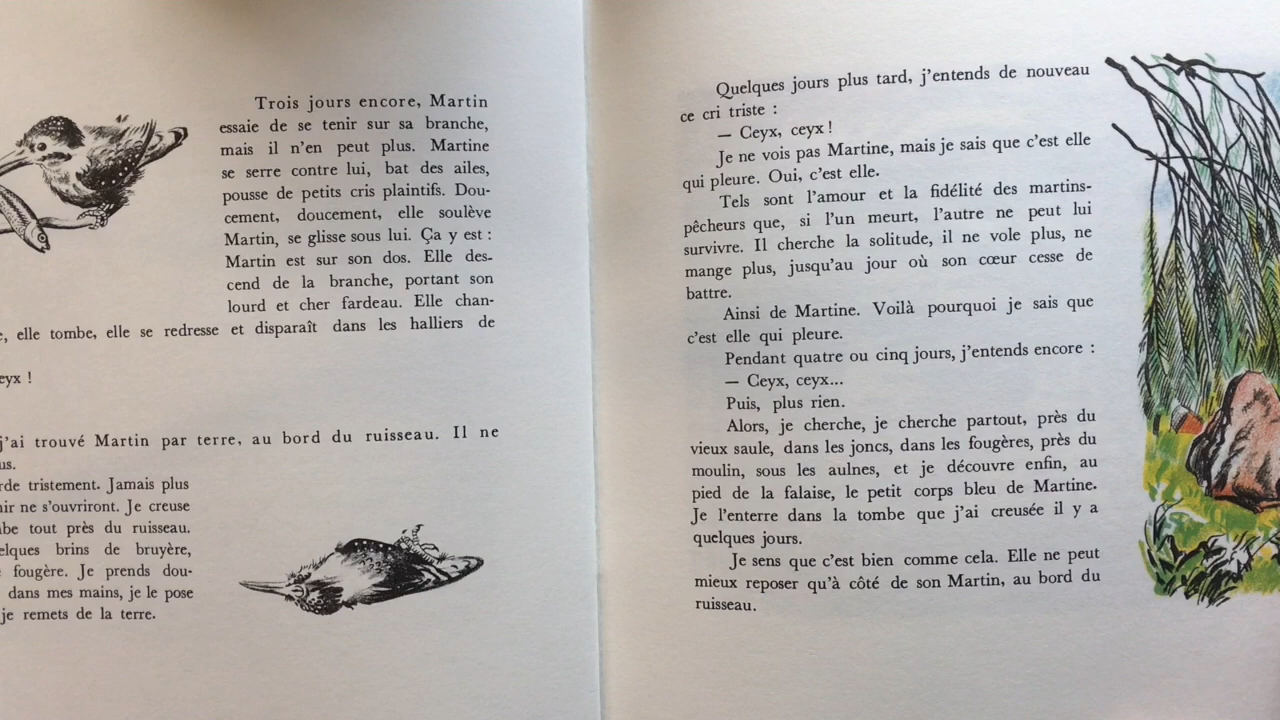 Trois jours encore, Martin
essaie de se tenir sur sa branche,
mais il n'en peut plus. Martine
se serre contre lui, bat des ailes,
pousse de petits cris plaintifs. Dou-
cement, doucement, elle soulève
Martin, se glisse sous lui. Ça y est :
Martin est sur son dos. Elle des-
cend de la branche, portant son
lourd et cher fardeau. Elle chan-
elle tombe, elle se redresse et disparaît dans les halliers de
eyx !
j'ai trouvé Martin par terre, au bord du ruisseau. Il ne
us.
rde tristement. Jamais plus
nir ne s'ouvriront. Je creuse
be tout près du ruisseau.
elques brins de bruyère,
fougère. Je prends dou-
dans mes mains, je le pose
je remets de la terre.
Quelques jours plus tard, j'entends de nouveau
ce cri triste :
— Ceyx, ceyx !
Je ne vois pas Martine, mais je sais que c'est elle
qui pleure. Oui, c'est elle.
Tels sont l'amour et la fidélité des martins-
pêcheurs que, si l'un meurt, l'autre ne peut lui
survivre. Il cherche la solitude, il ne vole plus, ne
mange plus, jusqu'au jour où son cœur cesse de
battre.
Ainsi de Martine. Voilà pourquoi je sais que
c'est elle qui pleure.
Pendant quatre ou cinq jours, j'entends encore :
— Ceyx, ceyx...
Puis, plus rien.
Alors, je cherche, je cherche partout, près du
vieux saule, dans les joncs, dans les fougères, près du
moulin, sous les aulnes, et je découvre enfin, au
pied de la falaise, le petit corps bleu de Martine.
Je l'enterre dans la tombe que j'ai creusée il y a
quelques jours.
Je sens que c'est bien comme cela. Elle ne peut
mieux reposer qu'à côté de son Martin, au bord du
ruisseau.